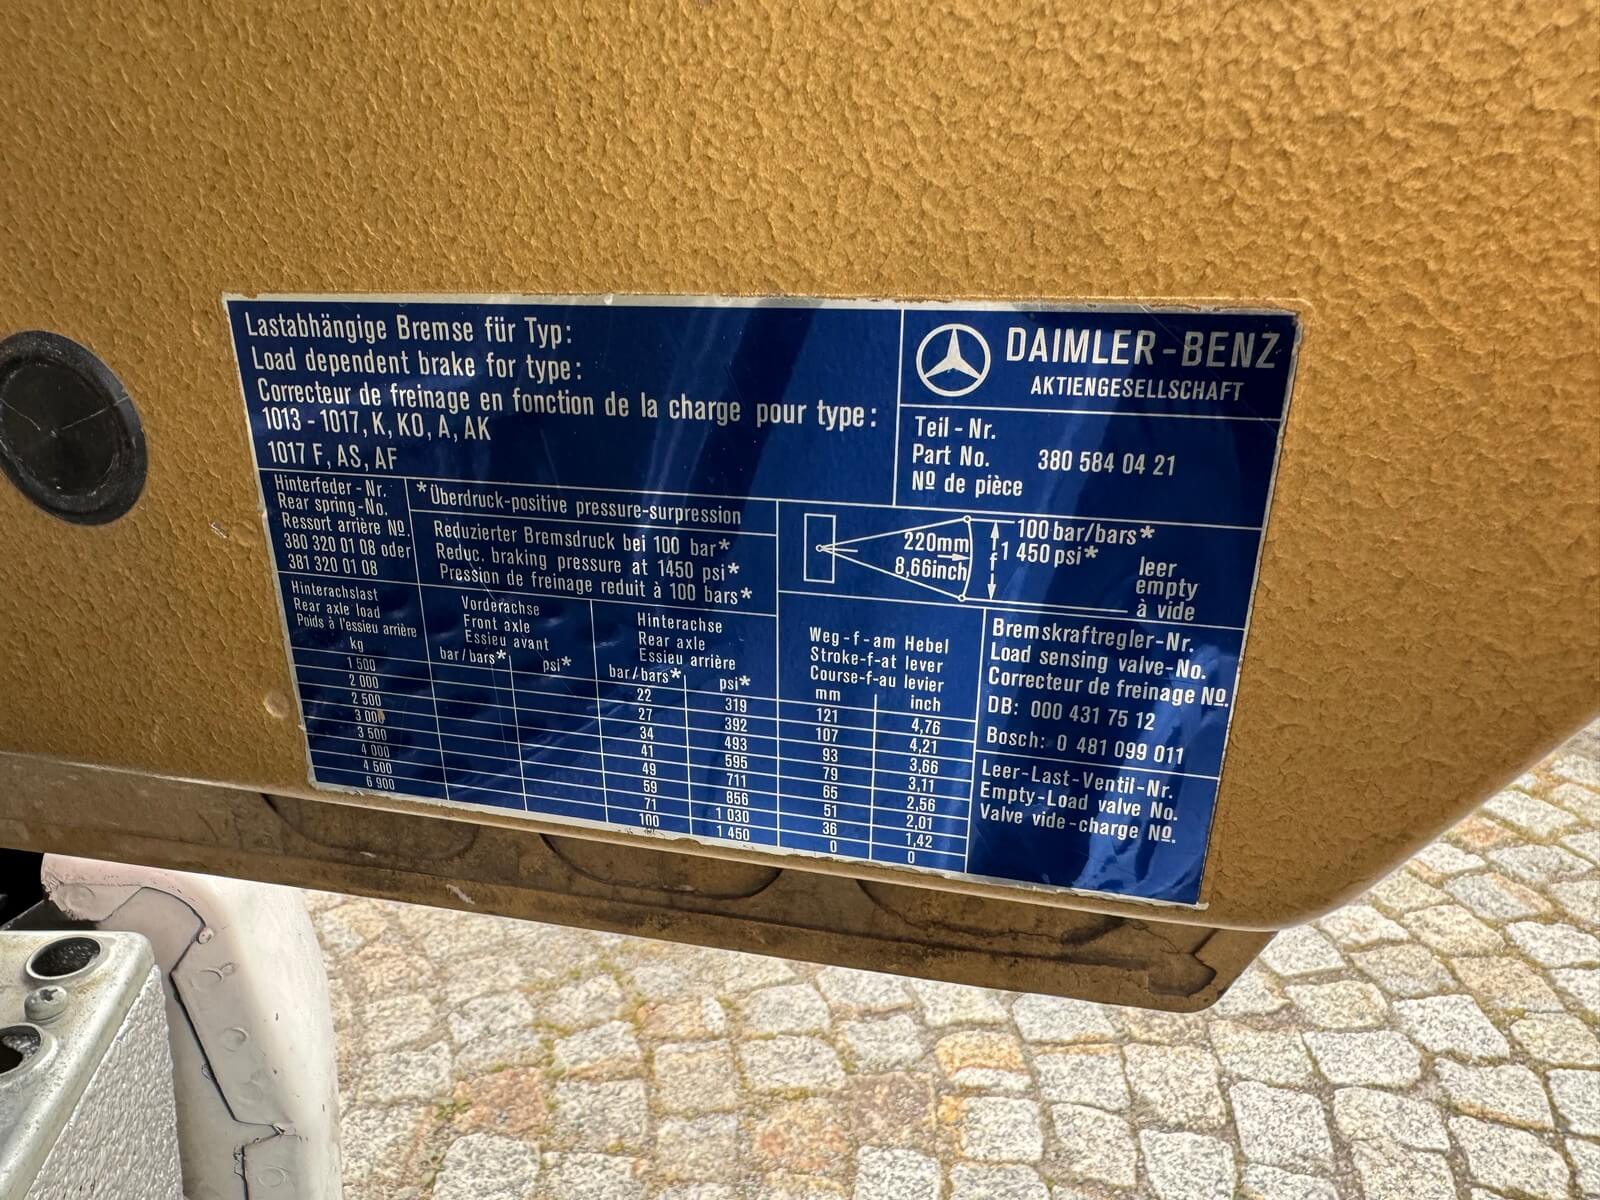 Lastabhängige Bremse für Typ:
Load dependent brake for type:
Correcteur de freinage en fonction de la charge pour type:
1013 - 1017, K, KO, A, AK
1017 F, AS, AF
DAIMLER-BENZ
AKTIENGESELLSCHAFT
Teil - Nr.
Part No. 380 584 04 21
Nº de pièce
Hinterfeder - Nr.
Rear spring-No.
Ressort arrière Nº.
380 320 01 08 oder
381 320 01 08
*Überdruck-positive pressure-surpression
Reduzierter Bremsdruck bei 100 bar*
Reduc. braking pressure at 1450 psi*
Pression de freinage reduit à 100 bars*
220mm
8,66inch
f
100 bar/bars*
1 450 psi*
leer
empty
à vide
Hinterachslast
Rear axle load
Poids à l'essieu arrière
kg
Vorderachse
Front axle
Essieu avant
bar/bars* psi*
Hinterachse
Rear axle
Essieu arrière
bar/bars* psi*
Weg-f-am Hebel
Stroke-f-at lever
Course-f-au levier
mm inch
1 500 22 319 121 4,76
2 000 27 392 107 4,21
2 500 34 493 93 3,66
3 000 41 595 79 3,11
3 500 49 711 65 2,56
4 000 59 856 51 2,01
4 500 71 1 030 36 1,42
6 900 100 1 450 0 0
Bremskraftregler-Nr.
Load sensing valve-No.
Correcteur de freinage Nº.
DB: 000 431 75 12
Bosch: 0 481 099 011
Leer-Last-Ventil-Nr.
Empty-Load valve No.
Valve vide-charge Nº.